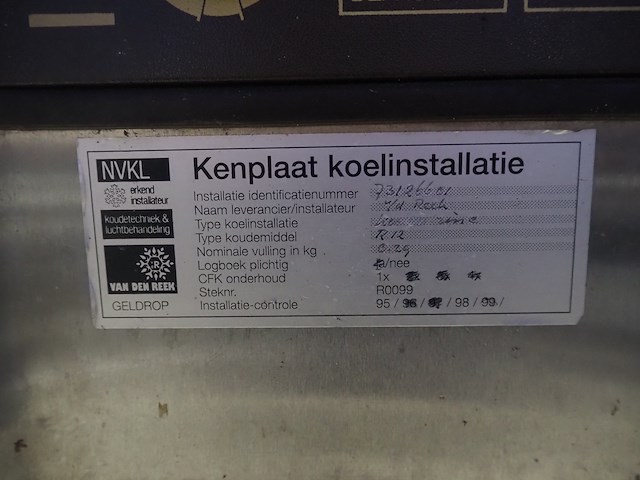 NVKL
erkend
installateur
koudetechniek &
luchtbehandeling
VAN DEN REEK
GELDROP
Kenplaat koelinstallatie
Installatie identificatienummer
Naam leverancier/installateur
Type koelinstallatie
Type koudemiddel R12
Nominale vulling in kg
Logboek plichtig /nee
CFK onderhoud 1x
Steknr. R0099
Installatie-controle 95 / 96 / 97 / 98 / 99 /